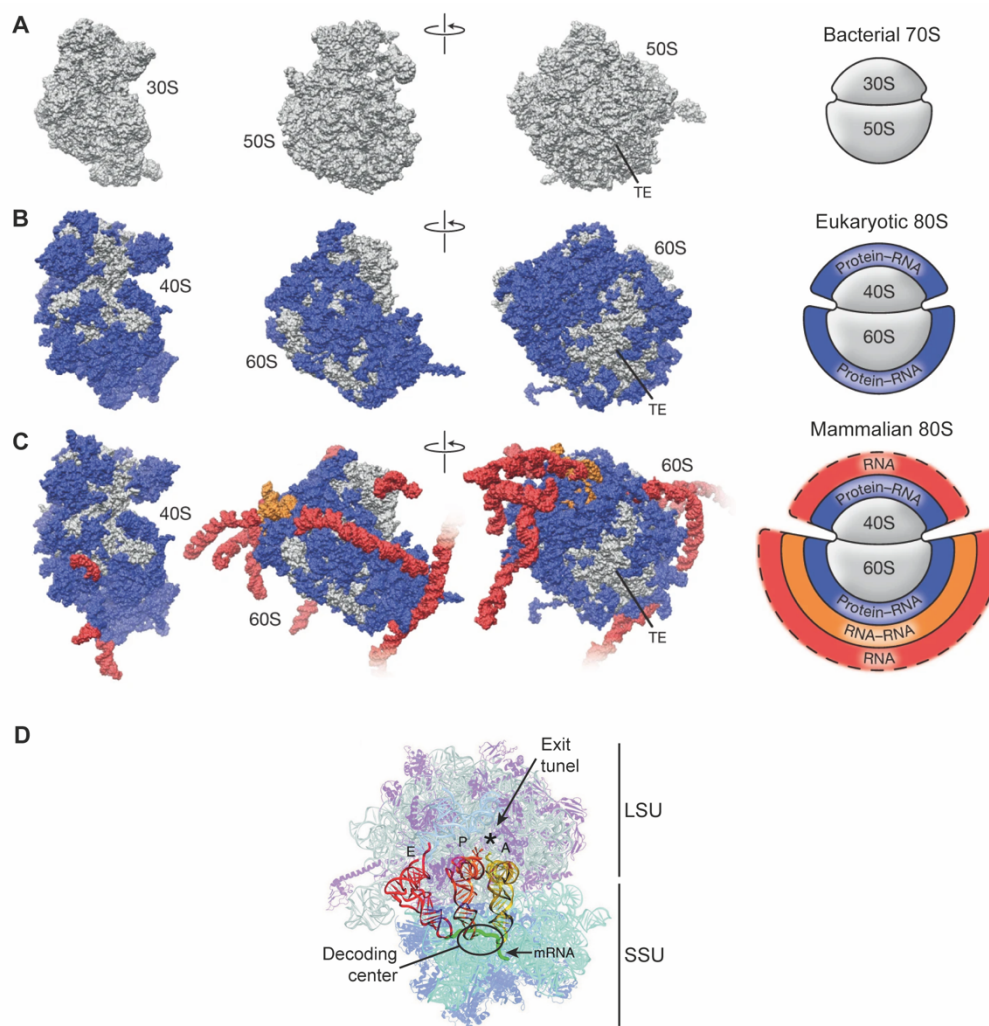 A
30S
50S
50S
TE
Bacterial 70S
30S
50S
B
40S
60S
60S
TE
Eukaryotic 80S
Protein–RNA
40S
60S
Protein–RNA
C
40S
60S
60S
TE
Mammalian 80S
RNA
Protein–RNA
40S
60S
Protein–RNA
RNA–RNA
RNA
D
Exit
tunnel
*
E
P
A
LSU
Decoding
center
mRNA
SSU